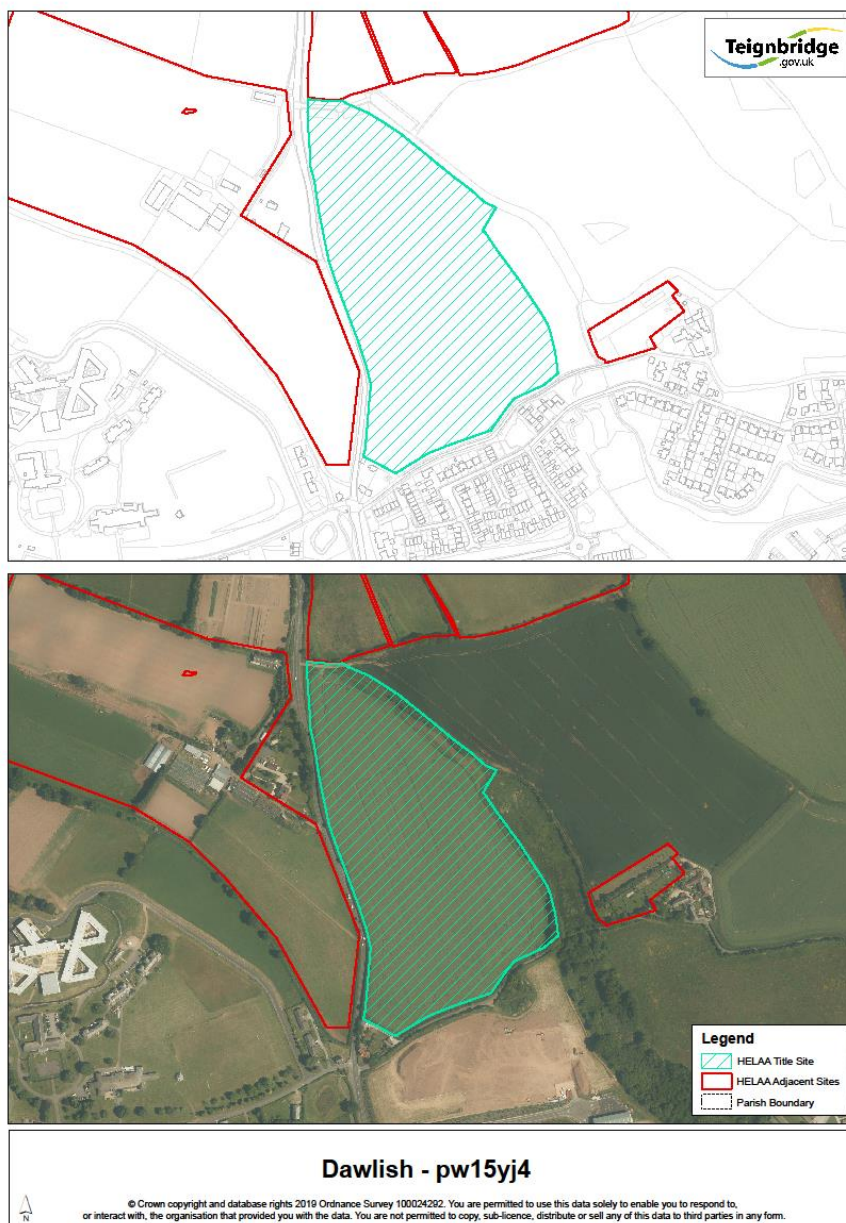 Teignbridge
.gov.uk
Legend
HELAA Title Site
HELAA Adjacent Sites
Parish Boundary
Dawlish - pw15yj4
N
© Crown copyright and database rights 2019 Ordnance Survey 100024292. You are permitted to use this data solely to enable you to respond to,
or interact with, the organisation that provided you with the data. You are not permitted to copy, sub-licence, distribute or sell any of this data to third parties in any form.